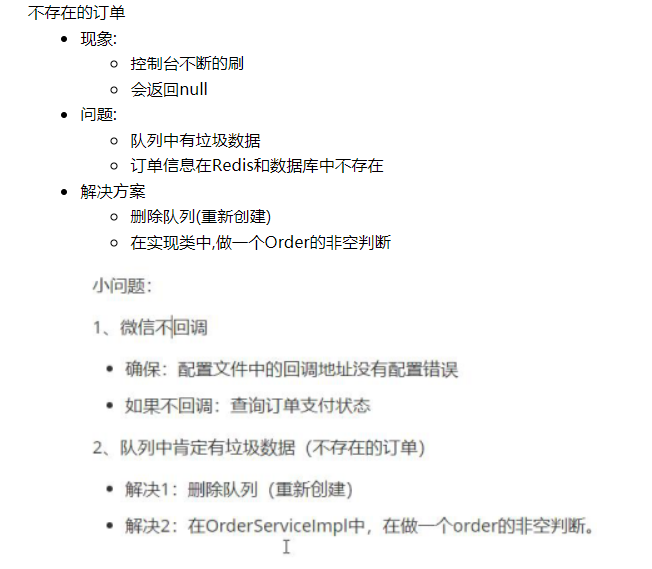 不存在的订单
现象:
控制台不断的刷
会返回null
问题:
队列中有垃圾数据
订单信息在Redis和数据库中不存在
解决方案
删除队列(重新创建)
在实现类中,做一个Order的非空判断
小问题：
1、微信不回调
确保：配置文件中的回调地址没有配置错误
如果不回调：查询订单支付状态
2、队列中肯定有垃圾数据（不存在的订单）
解决1：删除队列（重新创建）
解决2：在OrderServiceImpl中，在做一个order的非空判断。